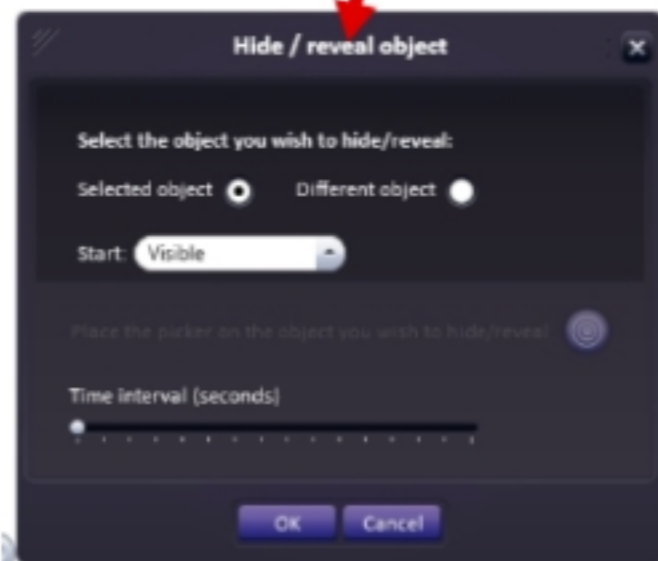 Hide / reveal object
Select the object you wish to hide/reveal:
Selected object Different object
Start: Visible
Place the picker on the object you wish to hide/reveal
Time interval (seconds)
OK Cancel